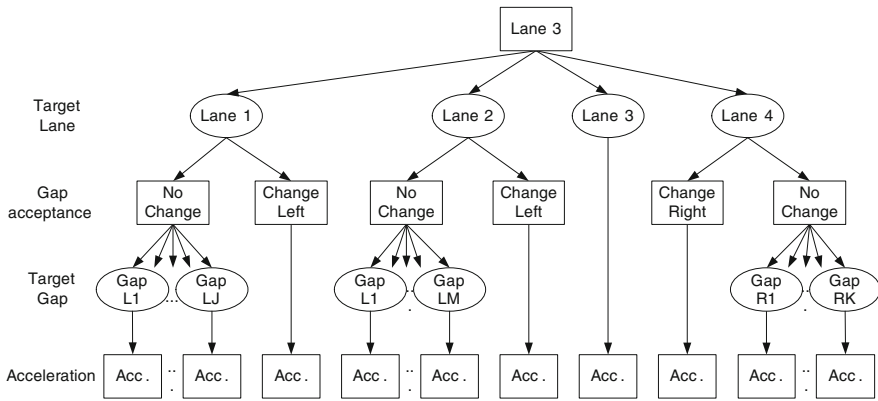 Lane 3
Target
Lane
Lane 1
Lane 2
Lane 3
Lane 4
Gap
acceptance
No
Change
Change
Left
No
Change
Change
Left
Change
Right
No
Change
Target
Gap
Gap
L1
...
Gap
LJ
Gap
L1
...
Gap
LM
Gap
R1
...
Gap
RK
Acceleration
Acc .
...
Acc .
Acc .
Acc .
...
Acc .
Acc .
Acc .
Acc .
Acc .
...
Acc .